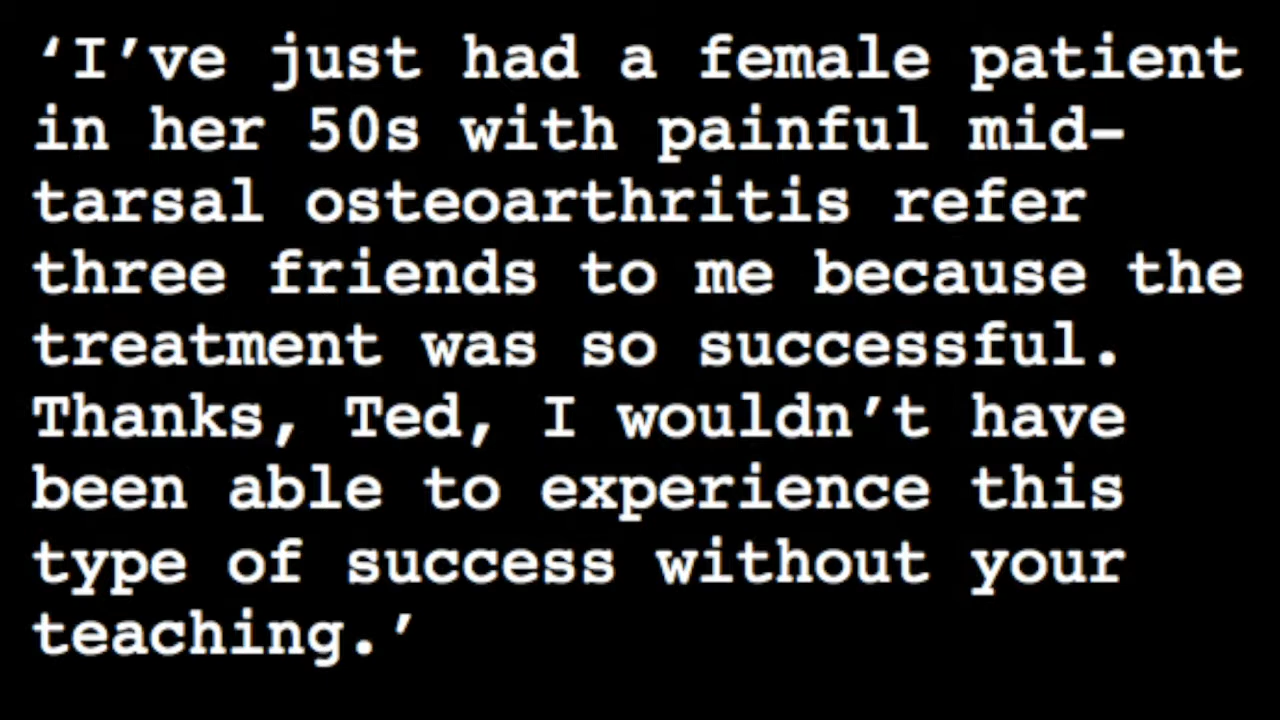 ‘I’ve just had a female patient
in her 50s with painful mid-
tarsal osteoarthritis refer
three friends to me because the
treatment was so successful.
Thanks, Ted, I wouldn’t have
been able to experience this
type of success without your
teaching.’